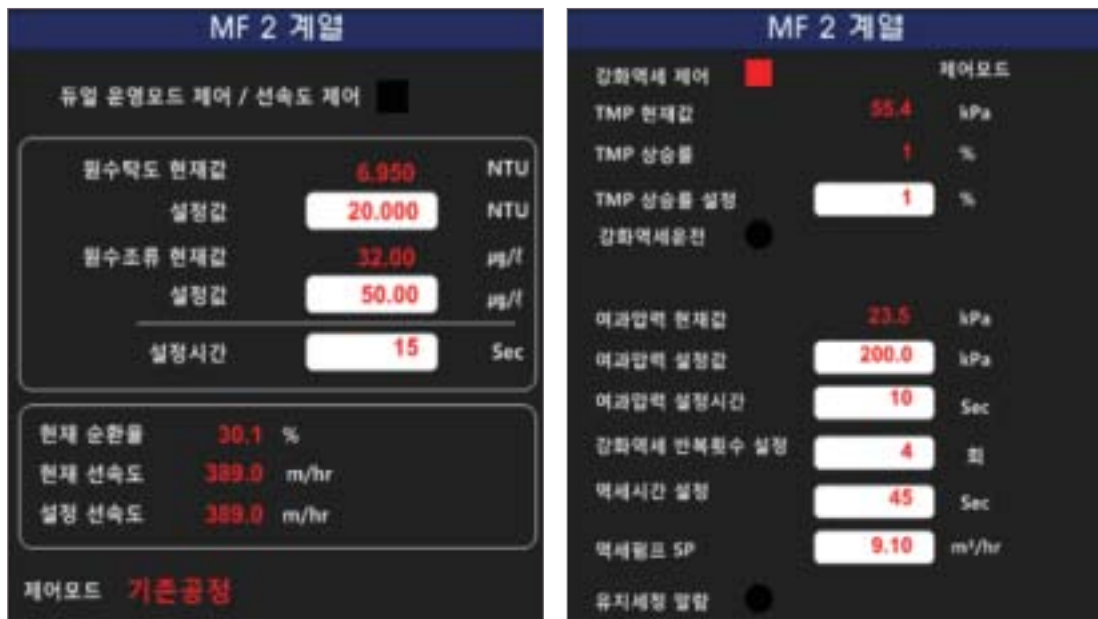 MF 2 계열
듀얼 운영모드 제어 / 선속도 제어
원수탁도 현재값 6.950 NTU
설정값 20.000 NTU
원수조류 현재값 32.00 μg/ℓ
설정값 50.00 μg/ℓ
설정시간 15 Sec
현재 순환율 30.1 %
현재 선속도 389.0 m/hr
설정 선속도 389.0 m/hr
제어모드 기존공정
MF 2 계열
강화역세 제어 제어모드
TMP 현재값 55.4 kPa
TMP 상승률 1 %
TMP 상승률 설정 1 %
강화역세운전
여과압력 현재값 23.5 kPa
여과압력 설정값 200.0 kPa
여과압력 설정시간 10 Sec
강화역세 반복횟수 설정 4 회
역세시간 설정 45 Sec
역세펌프 SP 9.10 m³/hr
유지세정 알람